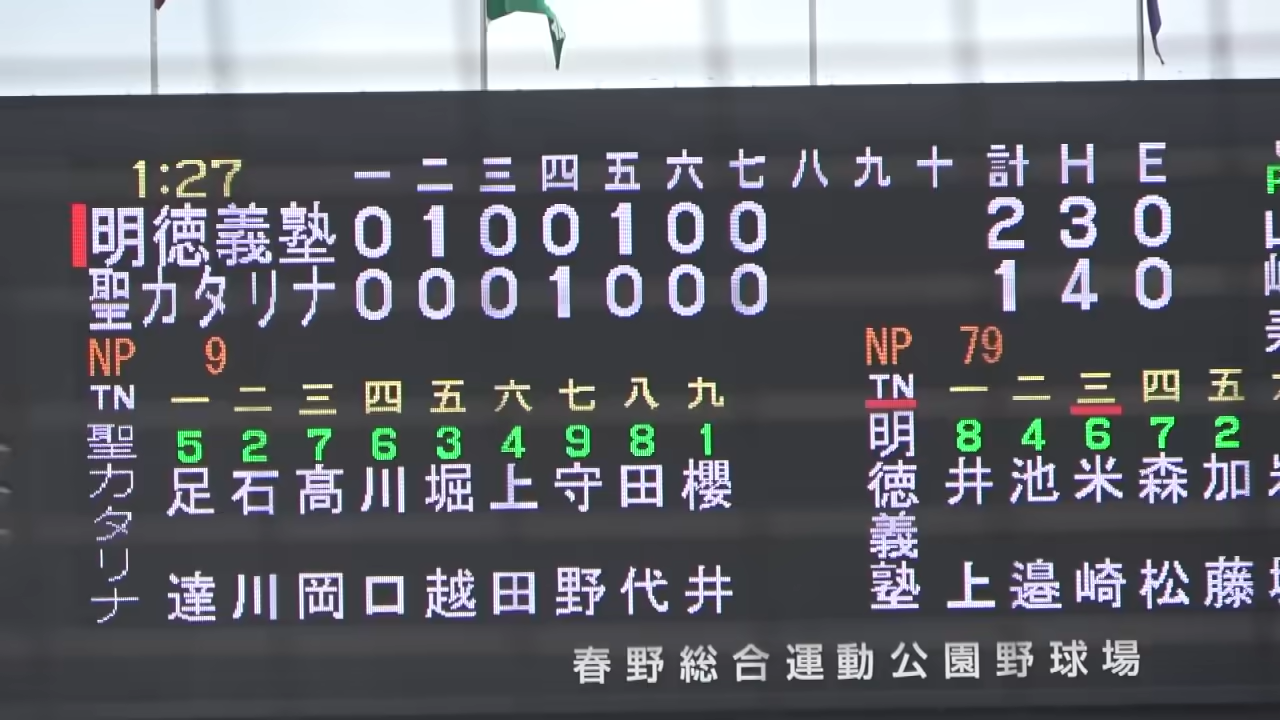 1:27 一 二 三 四 五 六 七 八 九 十 計 H E
明徳義塾 0 1 0 0 1 0 0 2 3 0
聖カタリナ 0 0 0 1 0 0 0 1 4 0
NP 9
TN 一 二 三 四 五 六 七 八 九
聖カタリナ
5 2 7 6 3 4 9 8 1
足達
石川
髙岡
川口
堀越
上田
守野
田代
櫻井
NP 79
TN 一 二 三 四 五
明徳義塾
8 4 6 7 2
井上
池邉
米崎
森松
加藤
春野総合運動公園野球場